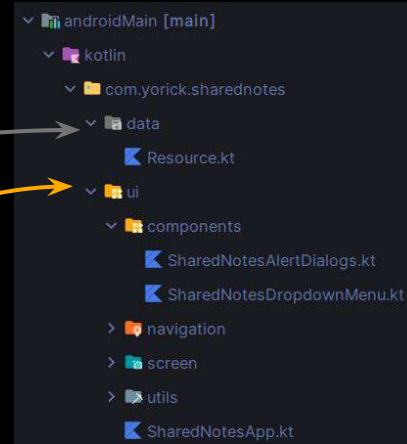 androidMain [main]
kotlin
com.yorick.sharednotes
data
Resource.kt
ui
components
SharedNotesAlertDialogs.kt
SharedNotesDropdownMenu.kt
navigation
screen
utils
SharedNotesApp.kt